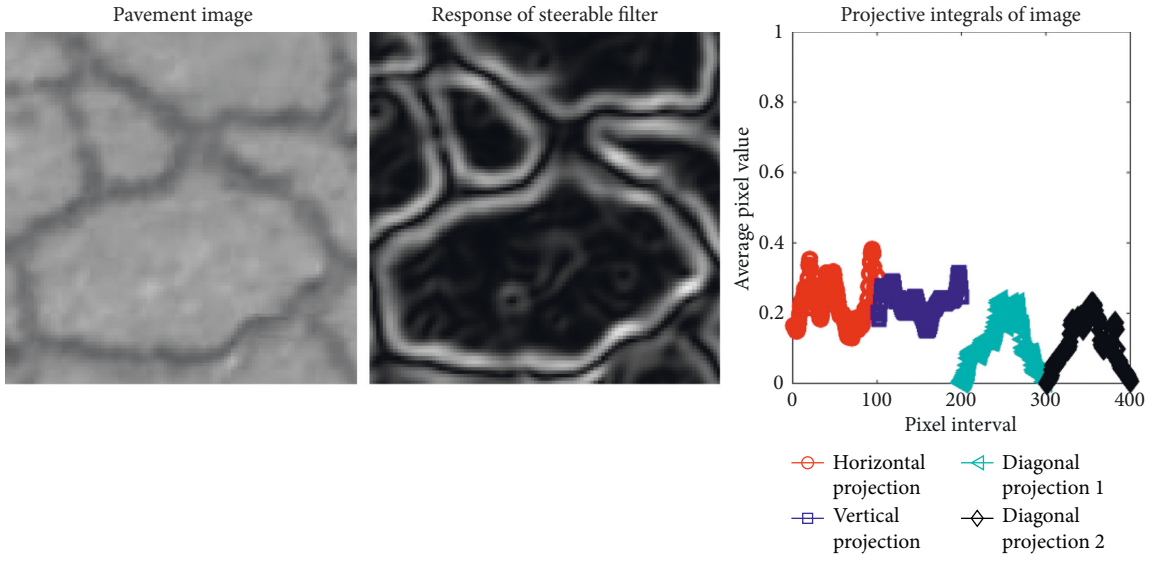 Pavement image
Response of steerable filter
Projective integrals of image
1
0.8
0.6
0.4
0.2
0
Average pixel value
0 100 200 300 400
Pixel interval
Horizontal
projection
Vertical
projection
Diagonal
projection 1
Diagonal
projection 2